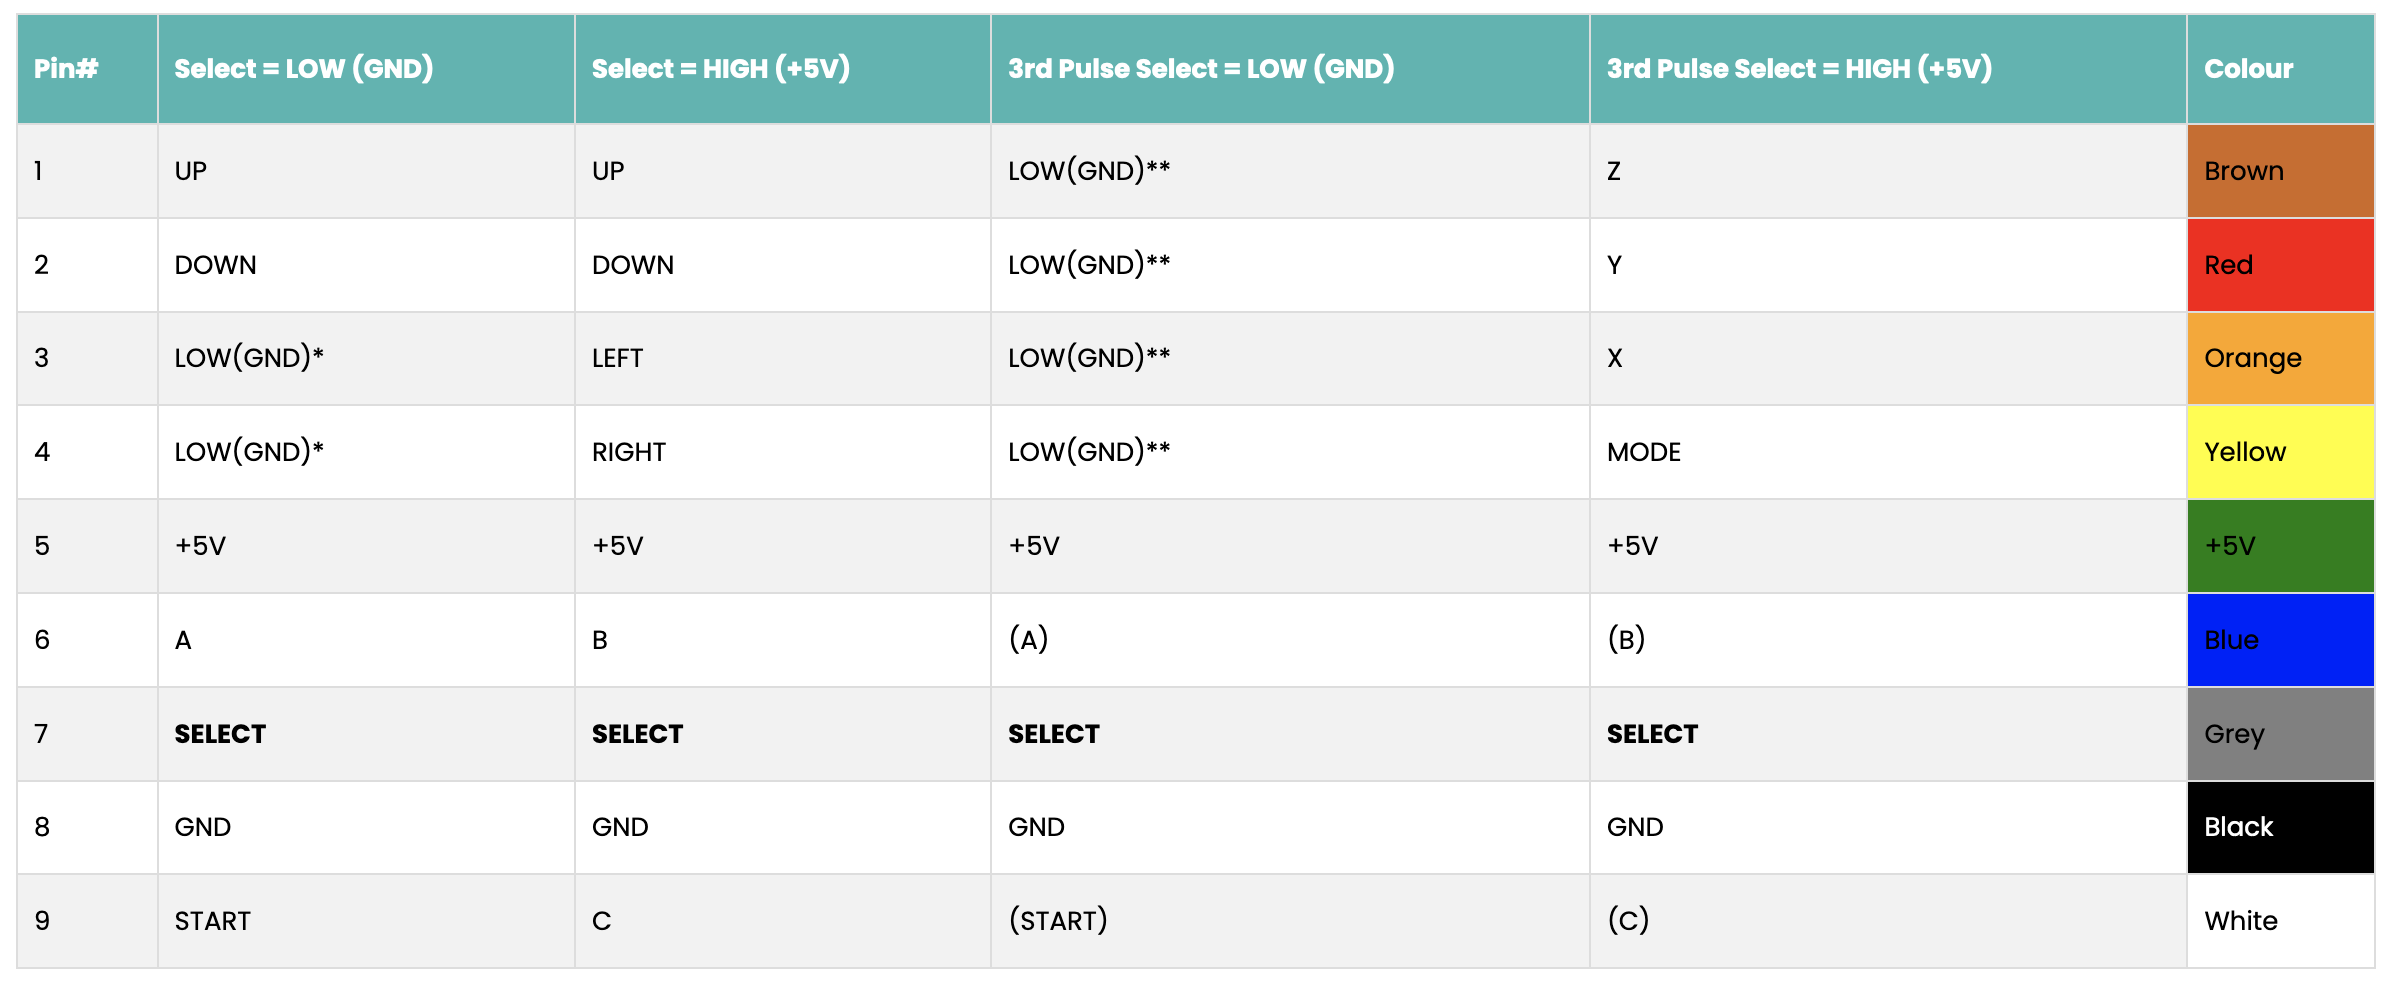 Pin# Select = LOW (GND) Select = HIGH (+5V) 3rd Pulse Select = LOW (GND) 3rd Pulse Select = HIGH (+5V) Colour
1 UP UP LOW(GND)** Z Brown
2 DOWN DOWN LOW(GND)** Y Red
3 LOW(GND)* LEFT LOW(GND)** X Orange
4 LOW(GND)* RIGHT LOW(GND)** MODE Yellow
5 +5V +5V +5V +5V +5V
6 A B (A) (B) Blue
7 SELECT SELECT SELECT SELECT Grey
8 GND GND GND GND Black
9 START C (START) (C) White